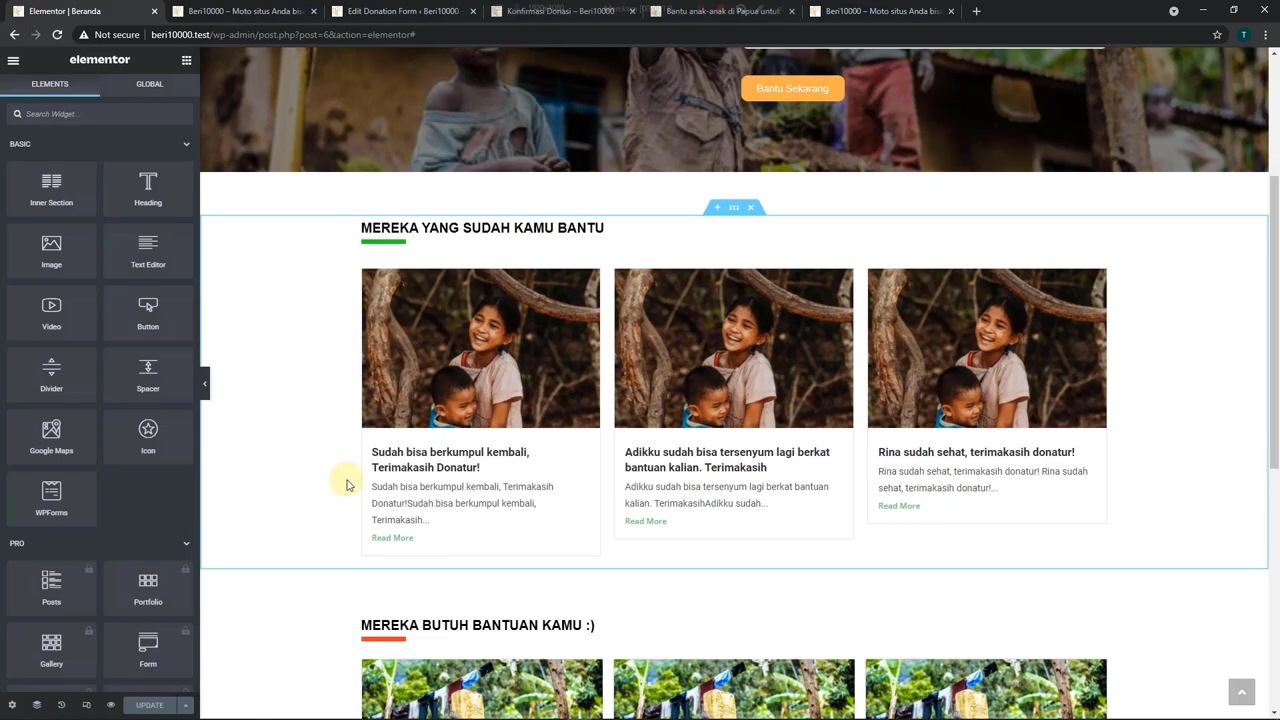 Elementor | Beranda
Beri10000 – Moto situs Anda bis
Edit Donation Form ‹ Beri10000
Konfirmasi Donasi – Beri10000
Bantu anak-anak di Papua untuk
Beri10000 – Moto situs Anda bis
Not secure
beri10000.test/wp-admin/post.php?post=6&action=elementor#
T
elementor
ELEMENTS
GLOBAL
Search Widget...
BASIC
Inner Section
Heading
Image
Text Editor
Video
Button
Divider
Spacer
Google Maps
Icon
WPForms
PRO
Posts
Portfolio
Gallery
Form
UPDATE
Bantu Sekarang
MEREKA YANG SUDAH KAMU BANTU
Sudah bisa berkumpul kembali,
Terimakasih Donatur!
Sudah bisa berkumpul kembali, Terimakasih
Donatur!Sudah bisa berkumpul kembali,
Terimakasih...
Read More
Adikku sudah bisa tersenyum lagi berkat
bantuan kalian. Terimakasih
Adikku sudah bisa tersenyum lagi berkat bantuan
kalian. TerimakasihAdikku sudah...
Read More
Rina sudah sehat, terimakasih donatur!
Rina sudah sehat, terimakasih donatur! Rina sudah
sehat, terimakasih donatur!...
Read More
MEREKA BUTUH BANTUAN KAMU :)